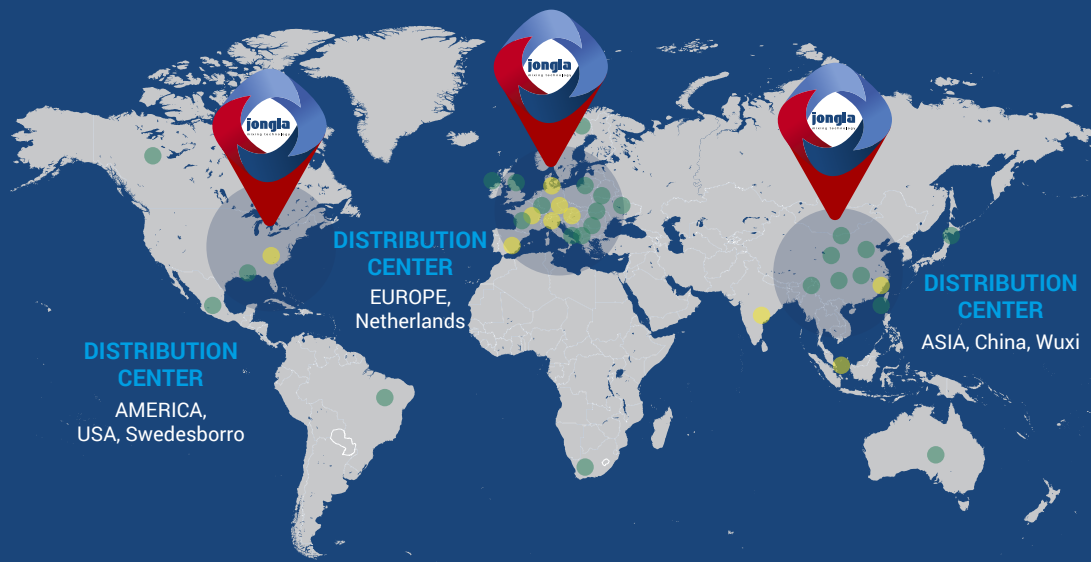 jongla
mixing technology
jongla
mixing technology
jongla
mixing technology
DISTRIBUTION
CENTER
EUROPE,
Netherlands
DISTRIBUTION
CENTER
ASIA, China, Wuxi
DISTRIBUTION
CENTER
AMERICA,
USA, Swedesborro